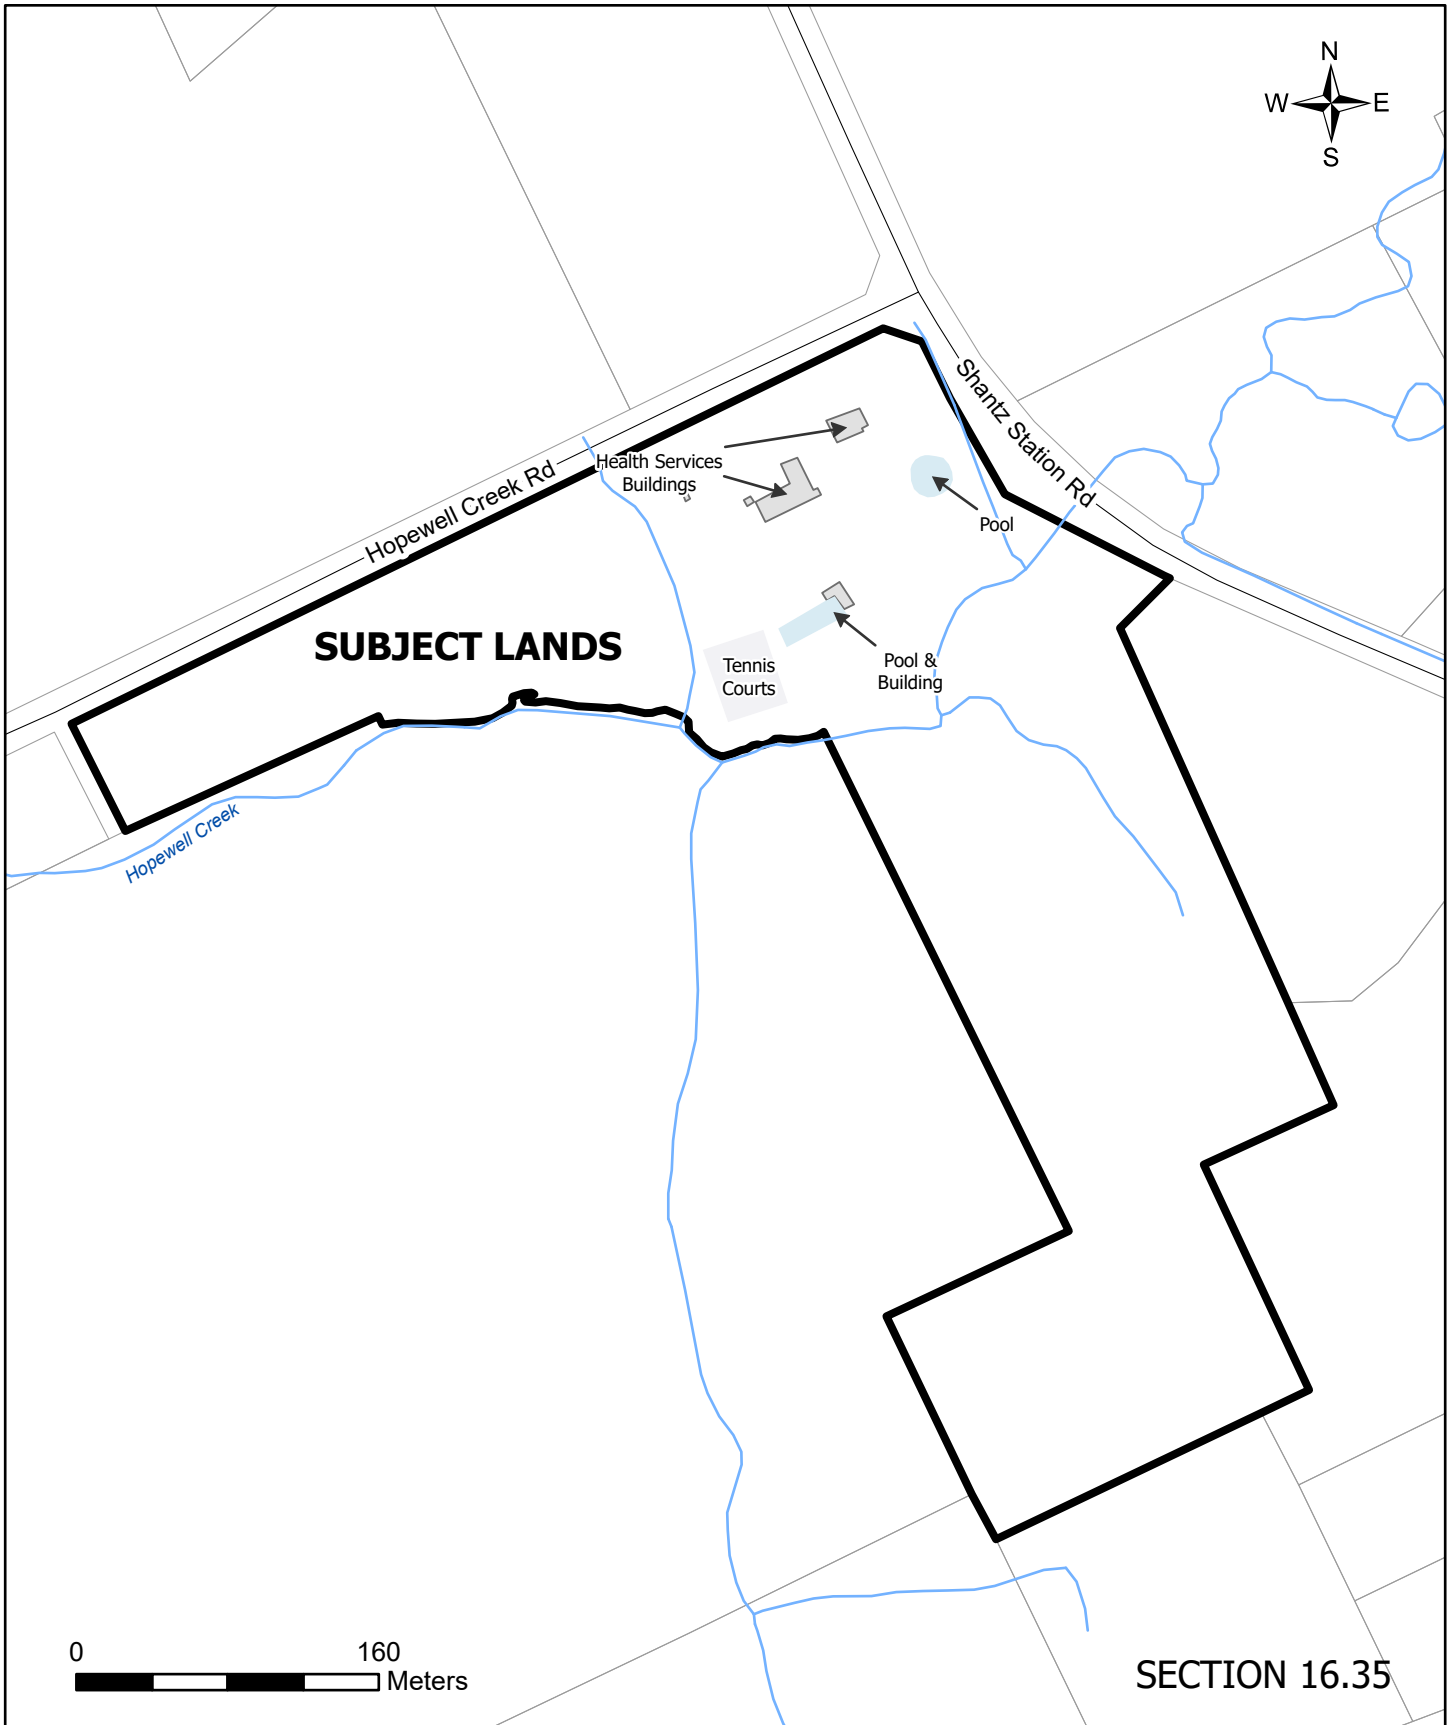 N
W E
S
Shantz Station Rd
Health Services
Buildings
Hopewell Creek Rd
Pool
SUBJECT LANDS
Tennis
Courts
Pool &
Building
Hopewell Creek
0 160
Meters
SECTION 16.35